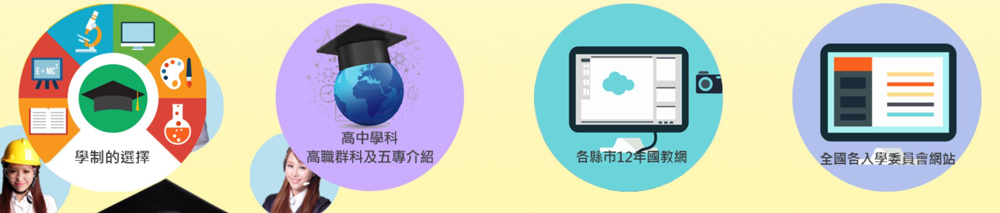 E = MC²
學制的選擇
高中學科
高職群科及五專介紹
各縣市12年國教網
全國各入學委員會網站